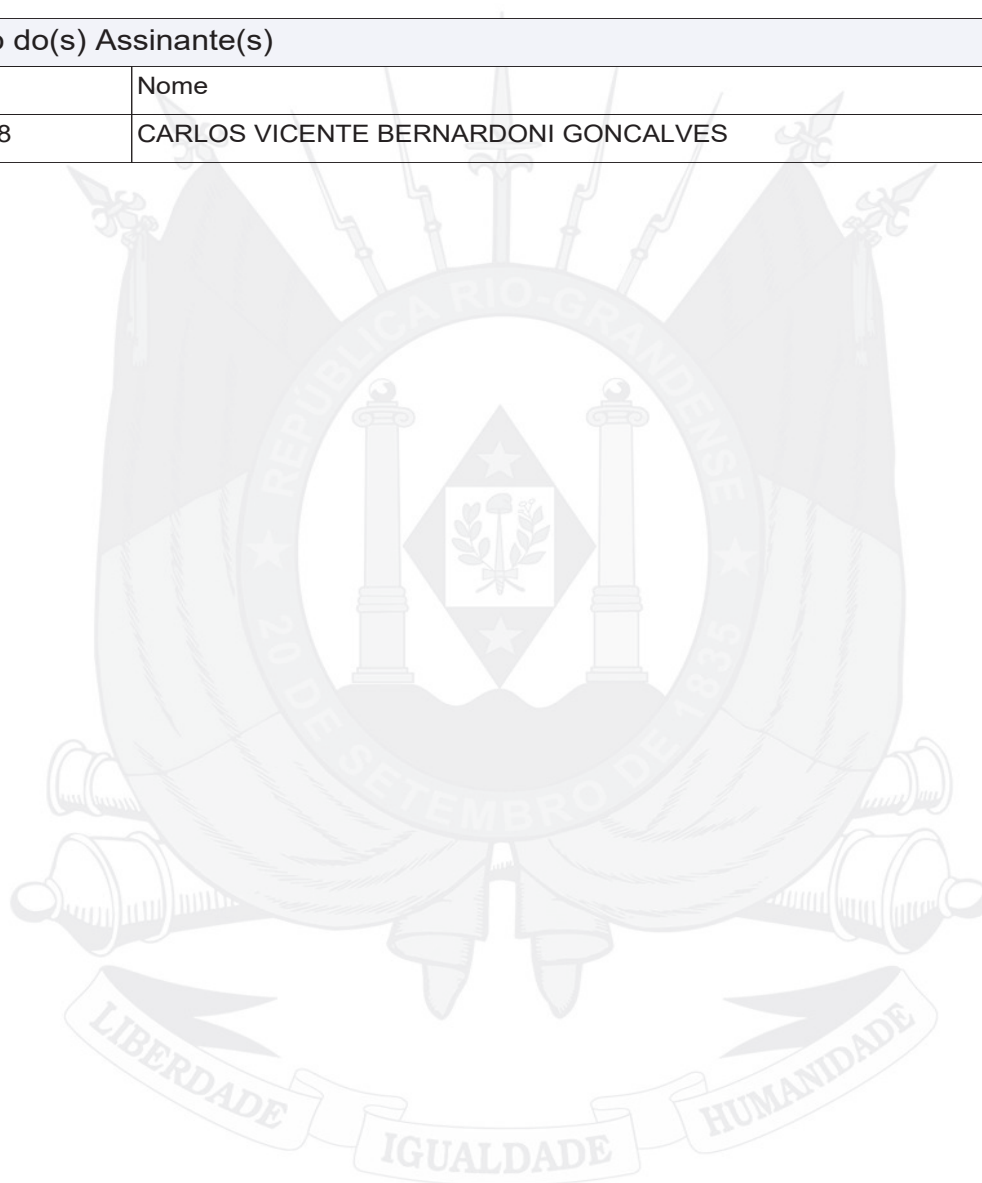 o do(s) Assinante(s)
Nome
8 CARLOS VICENTE BERNARDONI GONCALVES
REPÚBLICA RIO-GRANDENSE
★ 20 DE SETEMBRO DE 1835 ★
LIBERDADE IGUALDADE HUMANIDADE